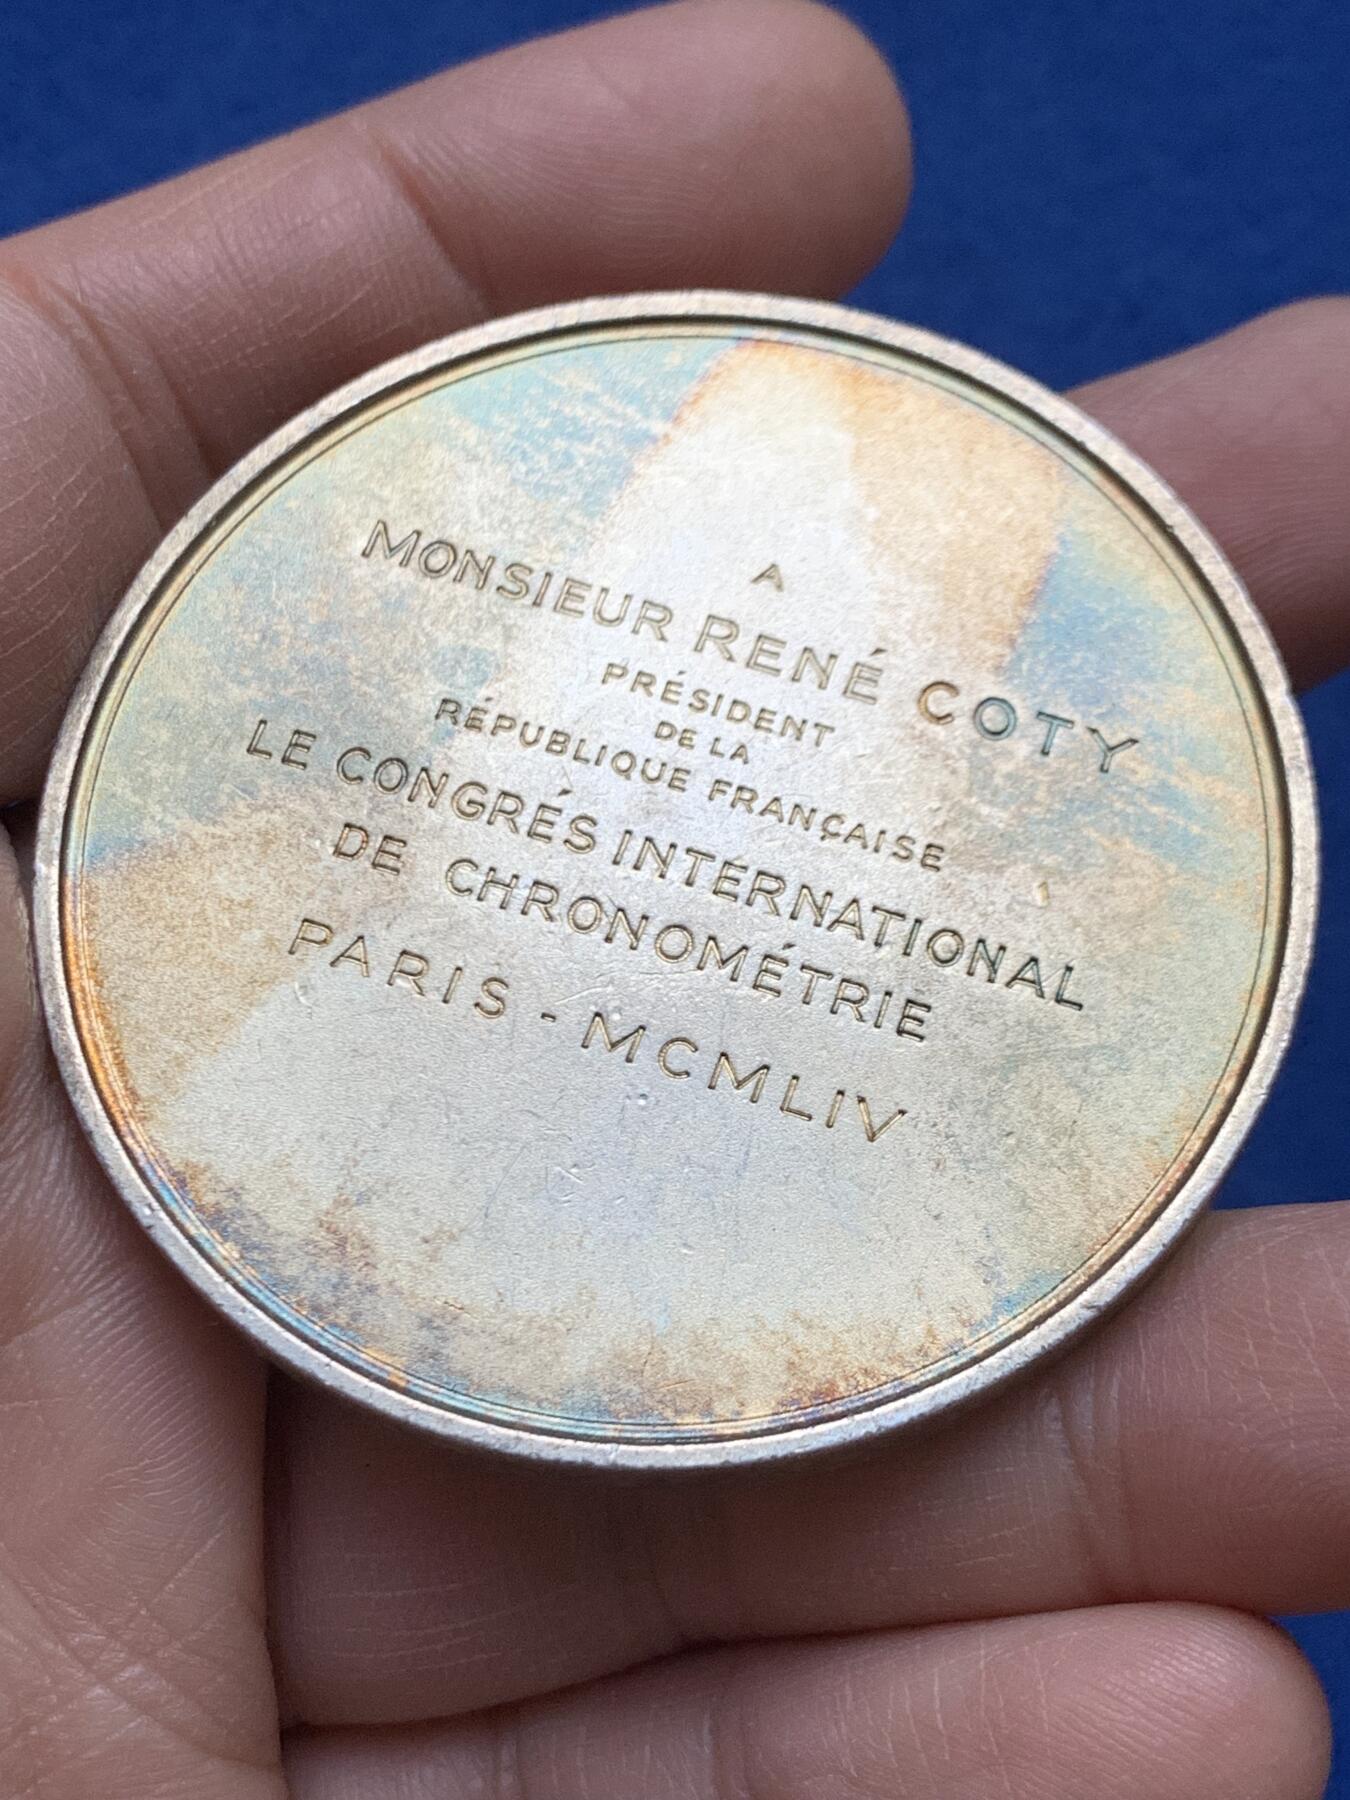 A
MONSIEUR RENÉ COTY
PRÉSIDENT
DE LA
RÉPUBLIQUE FRANÇAISE
LE CONGRÉS INTERNATIONAL
DE CHRONOMÉTRIE
PARIS - MCMLIV